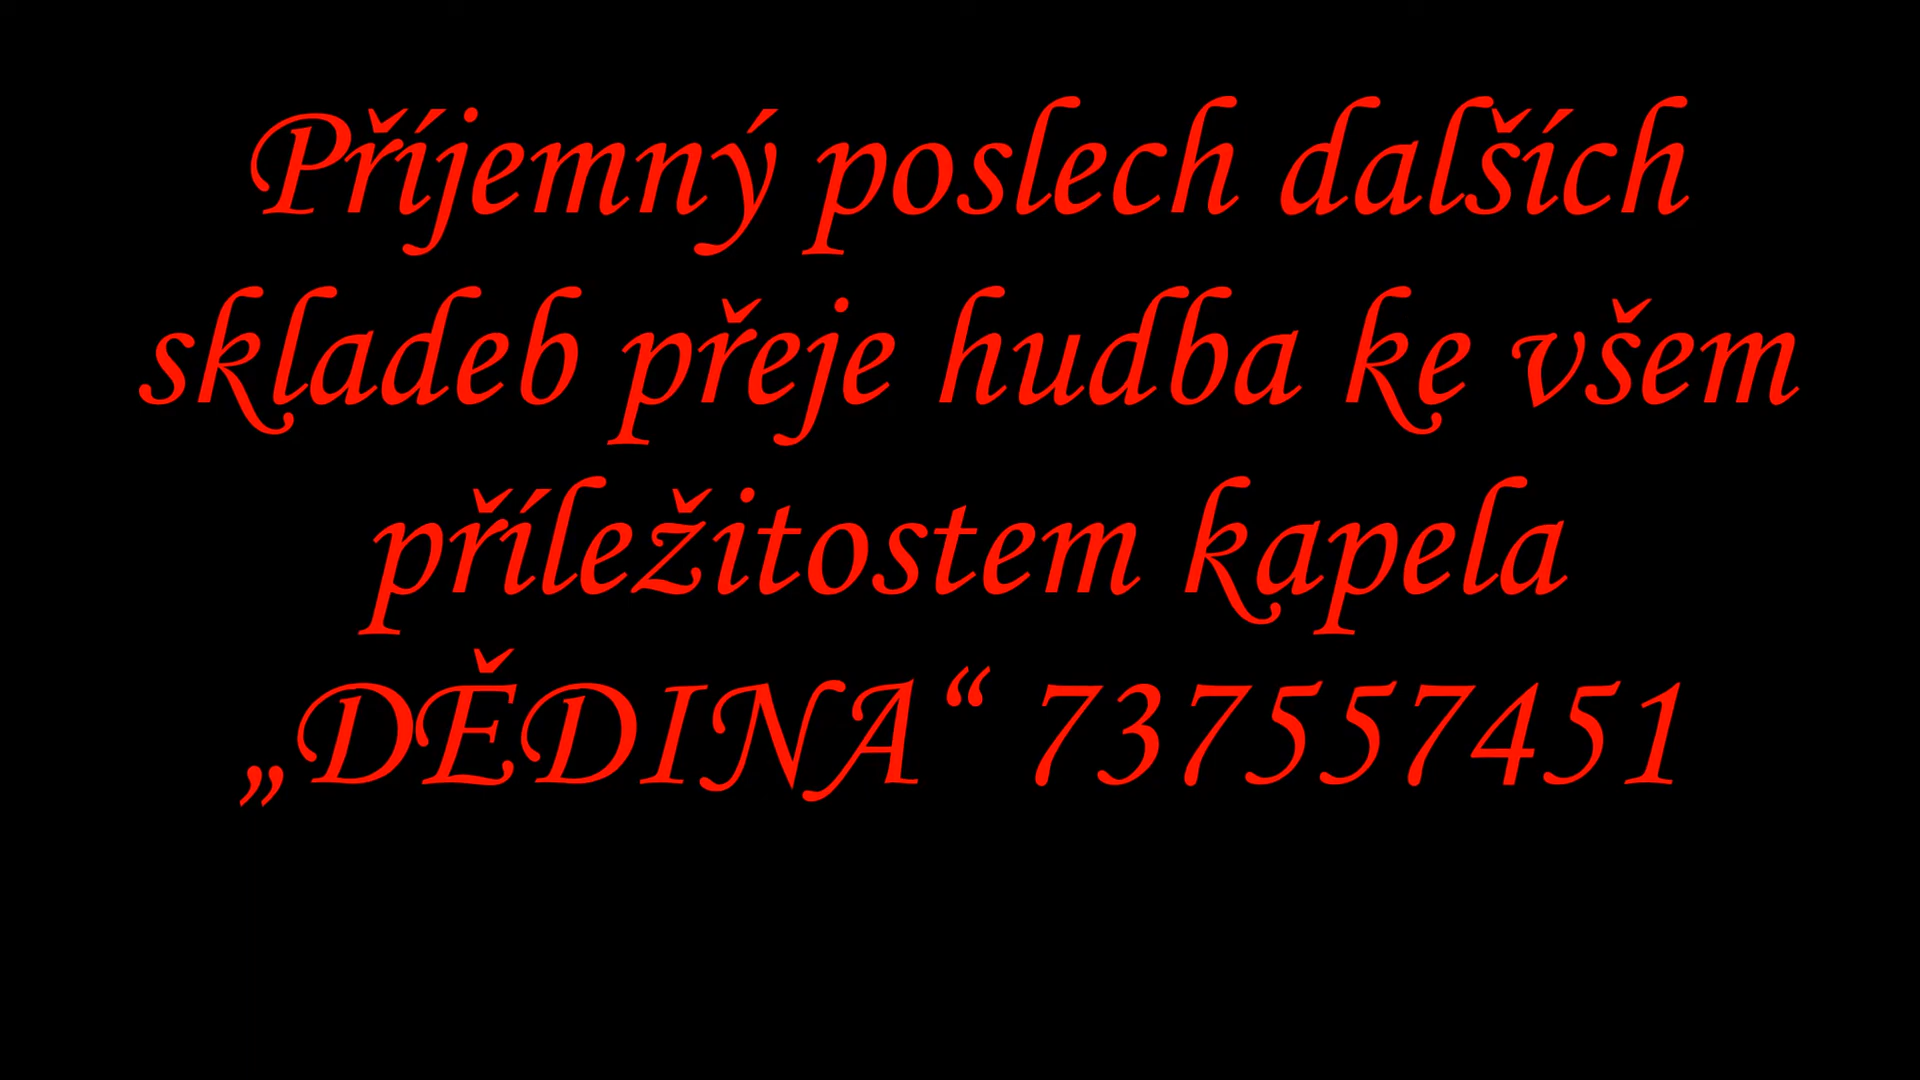 Příjemný poslech dalších
skladeb přeje hudba ke všem
příležitostem kapela
„DĚDINA“ 737557451